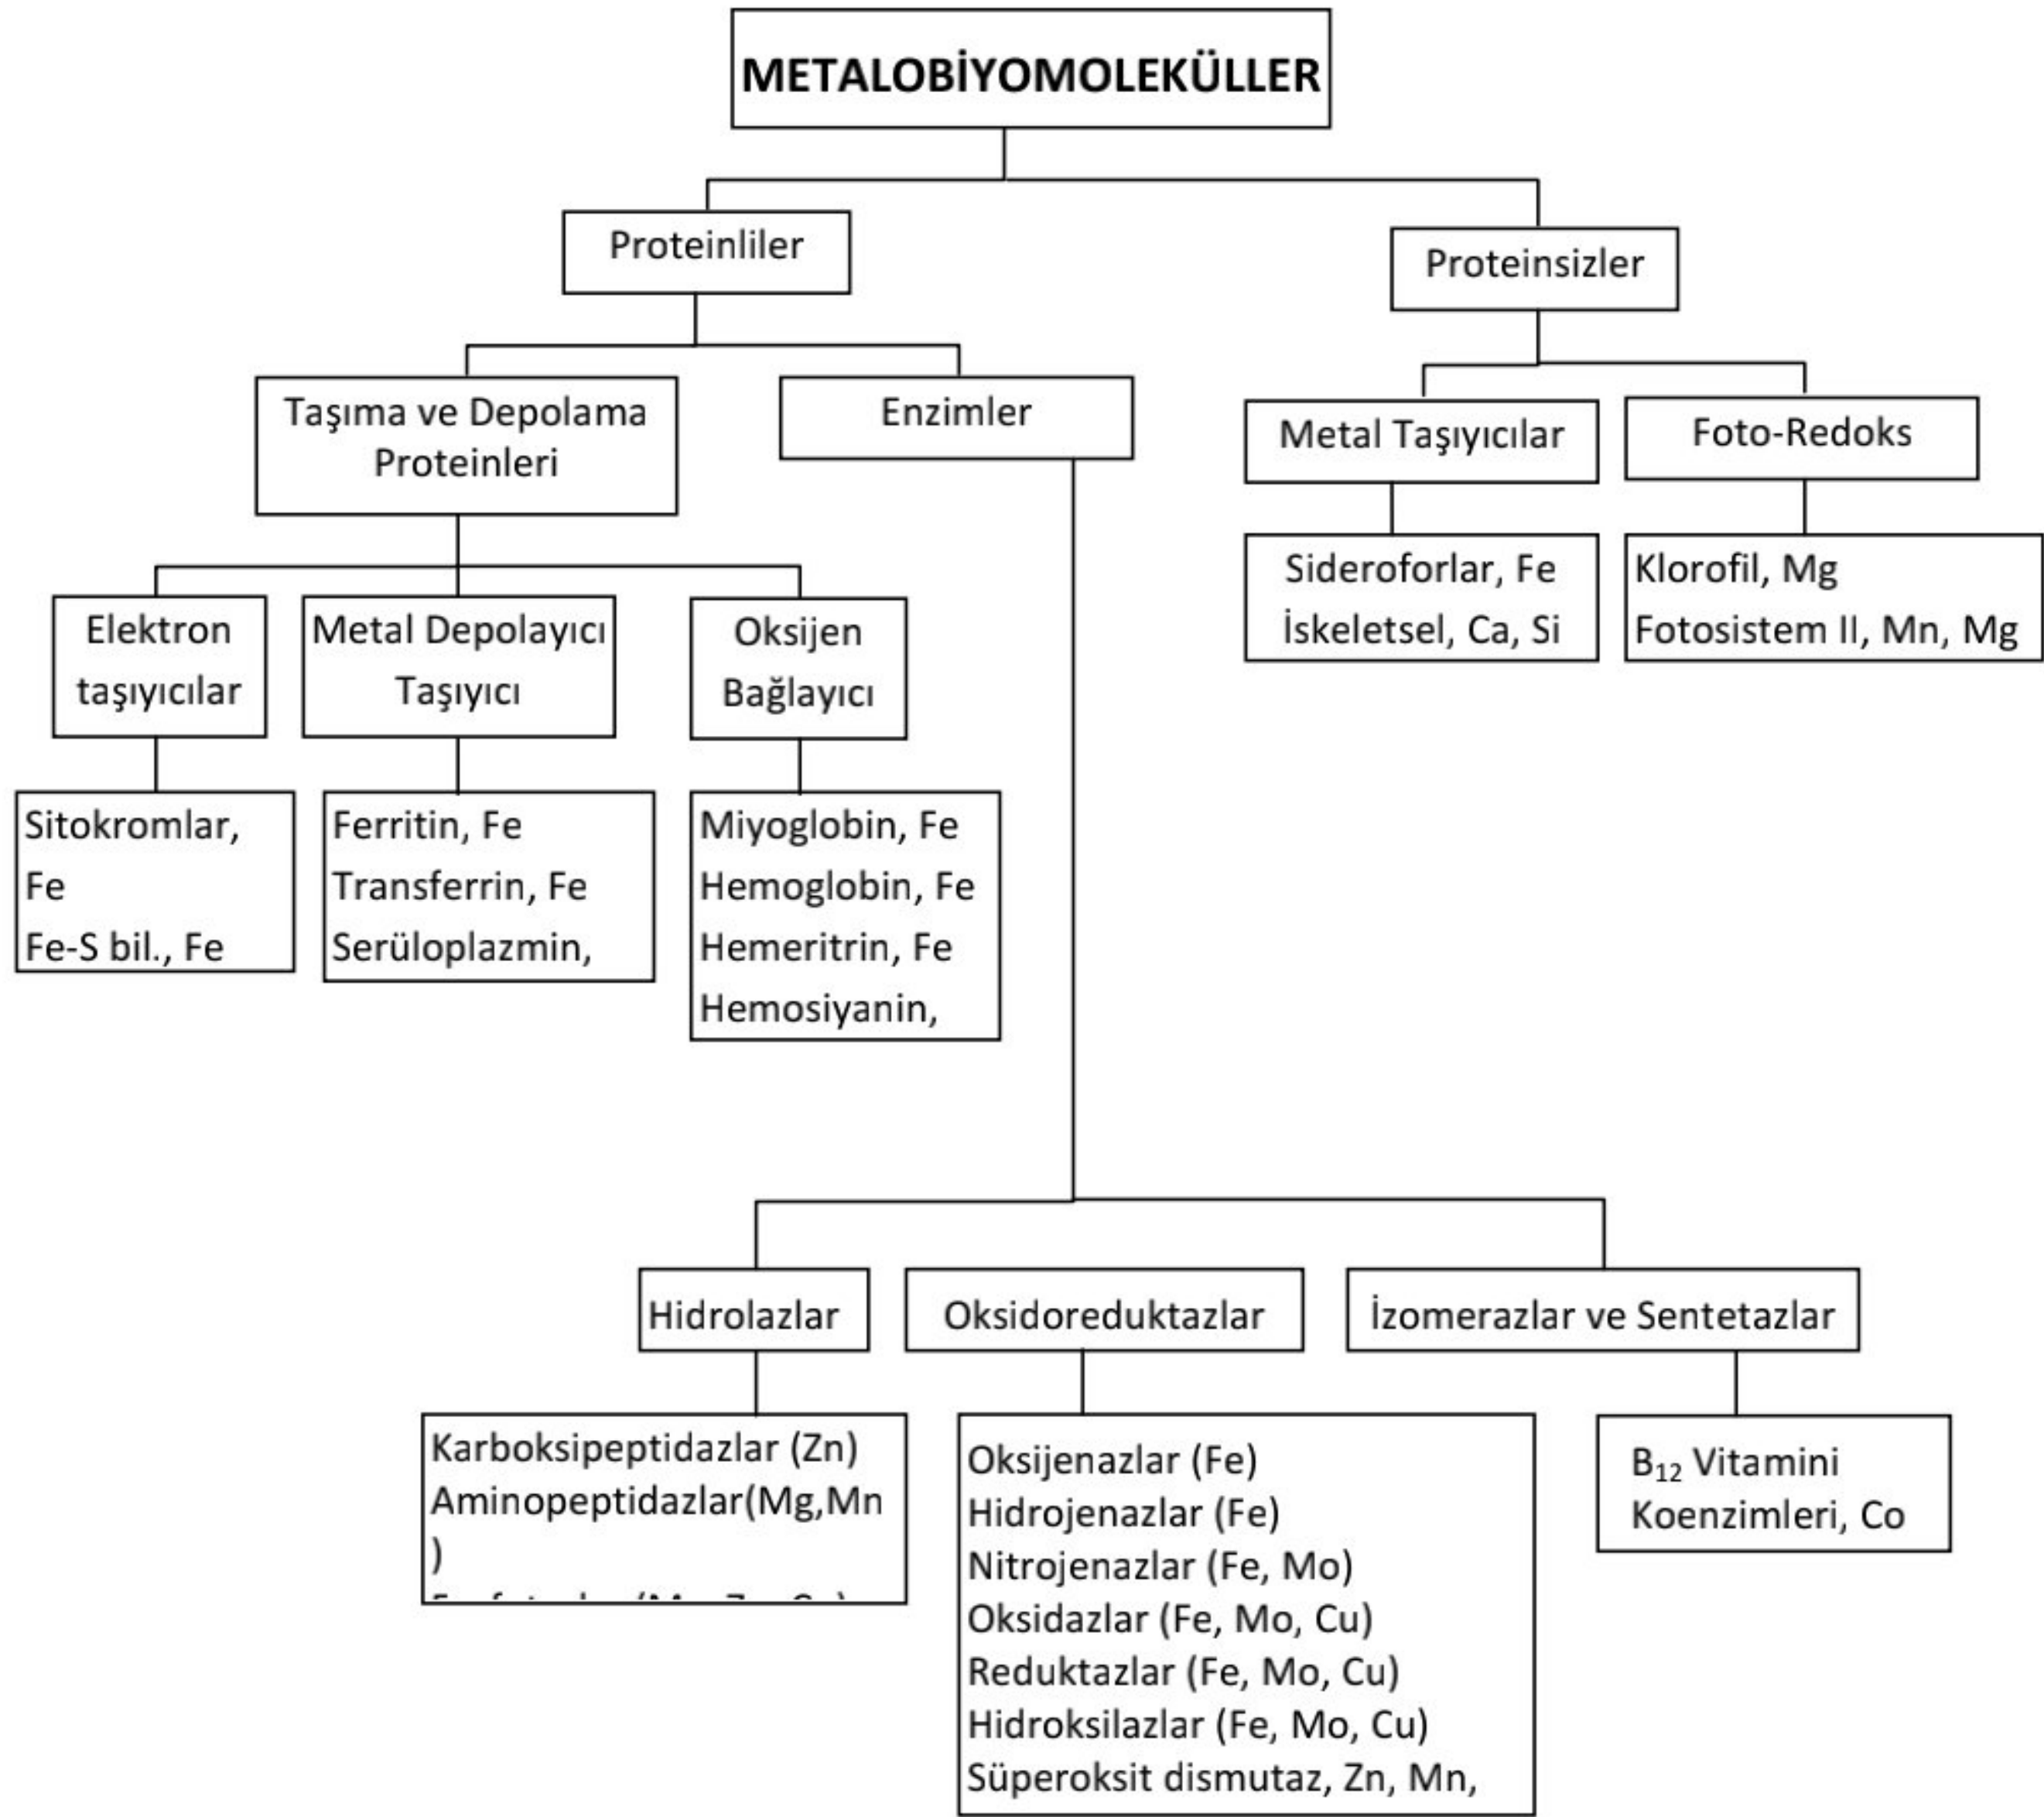 METALOBİYOMOLEKÜLLER
Proteinliler
Proteinsizler
Taşıma ve Depolama
Proteinleri
Enzimler
Metal Taşıyıcılar
Foto-Redoks
Sideroforlar, Fe
İskeletsel, Ca, Si
Klorofil, Mg
Fotosistem II, Mn, Mg
Elektron
taşıyıcılar
Metal Depolayıcı
Taşıyıcı
Oksijen
Bağlayıcı
Sitokromlar,
Fe
Fe-S bil., Fe
Ferritin, Fe
Transferrin, Fe
Serüloplazmin,
Miyoglobin, Fe
Hemoglobin, Fe
Hemeritrin, Fe
Hemosiyanin,
Hidrolazlar
Oksidoreduktazlar
İzomerazlar ve Sentetazlar
Karboksipeptidazlar (Zn)
Aminopeptidazlar(Mg,Mn
)
Oksijenazlar (Fe)
Hidrojenazlar (Fe)
Nitrojenazlar (Fe, Mo)
Oksidazlar (Fe, Mo, Cu)
Reduktazlar (Fe, Mo, Cu)
Hidroksilazlar (Fe, Mo, Cu)
Süperoksit dismutaz, Zn, Mn,
B₁₂ Vitamini
Koenzimleri, Co